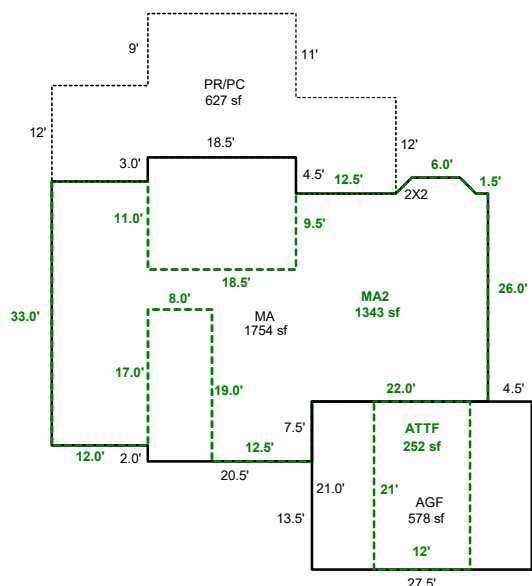 9'
11'
PR/PC
627 sf
12'
18.5'
12'
3.0'
4.5'
12.5'
6.0'
1.5'
2X2
11.0'
9.5'
18.5'
33.0'
8.0'
MA
1754 sf
MA2
1343 sf
26.0'
17.0'
19.0'
22.0'
4.5'
7.5'
ATTF
252 sf
12.0'
2.0'
12.5'
20.5'
21.0'
21'
AGF
578 sf
13.5'
12'
27.5'